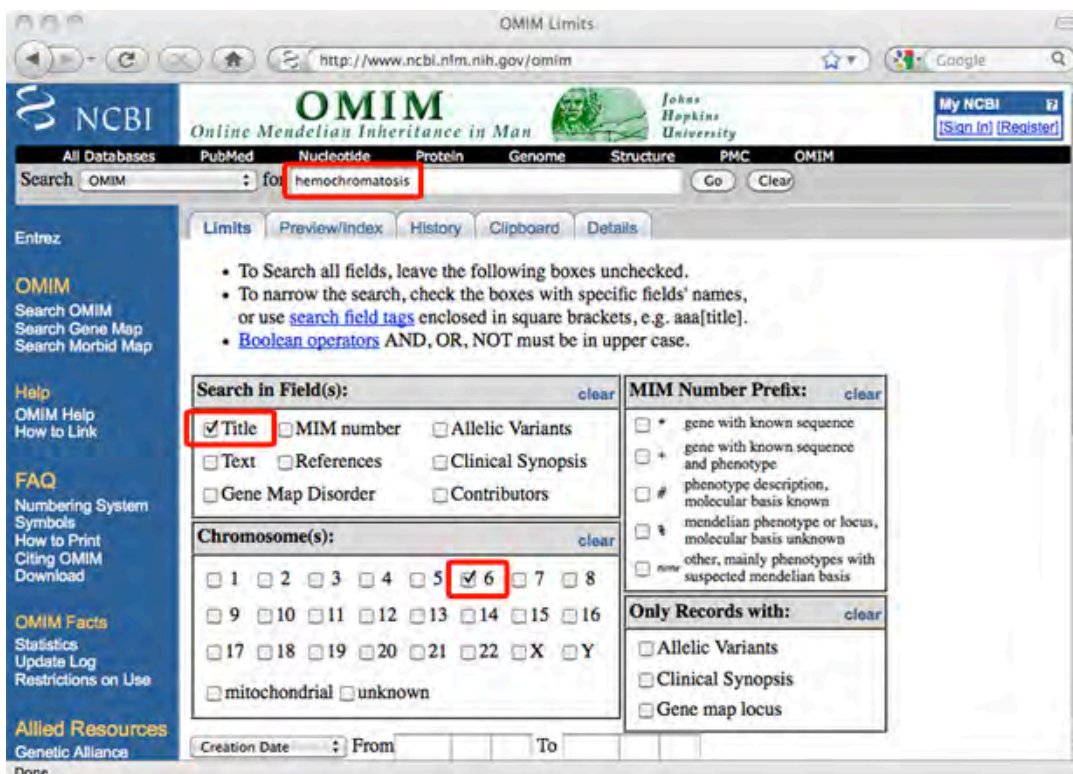 OMIM Limits
http://www.ncbi.nlm.nih.gov/omim
Google
NCBI
OMIM
Online Mendelian Inheritance in Man
Johns
Hopkins
University
My NCBI
[Sign In] [Register]
All Databases PubMed Nucleotide Protein Genome Structure PMC OMIM
Search OMIM for hemochromatosis Go Clear
Limits Preview/Index History Clipboard Details
• To Search all fields, leave the following boxes unchecked.
• To narrow the search, check the boxes with specific fields' names,
or use search field tags enclosed in square brackets, e.g. aaa[title].
• Boolean operators AND, OR, NOT must be in upper case.
Entrez
OMIM
Search OMIM
Search Gene Map
Search Morbid Map
Help
OMIM Help
How to Link
FAQ
Numbering System
Symbols
How to Print
Citing OMIM
Download
OMIM Facts
Statistics
Update Log
Restrictions on Use
Allied Resources
Genetic Alliance
Search in Field(s): clear
Title MIM number Allelic Variants
Text References Clinical Synopsis
Gene Map Disorder Contributors
Chromosome(s): clear
1 2 3 4 5 6 7 8
9 10 11 12 13 14 15 16
17 18 19 20 21 22 X Y
mitochondrial unknown
MIM Number Prefix: clear
* gene with known sequence
+ gene with known sequence
and phenotype
# phenotype description,
molecular basis known
% mendelian phenotype or locus,
molecular basis unknown
none other, mainly phenotypes with
suspected mendelian basis
Only Records with: clear
Allelic Variants
Clinical Synopsis
Gene map locus
Creation Date From To
Done